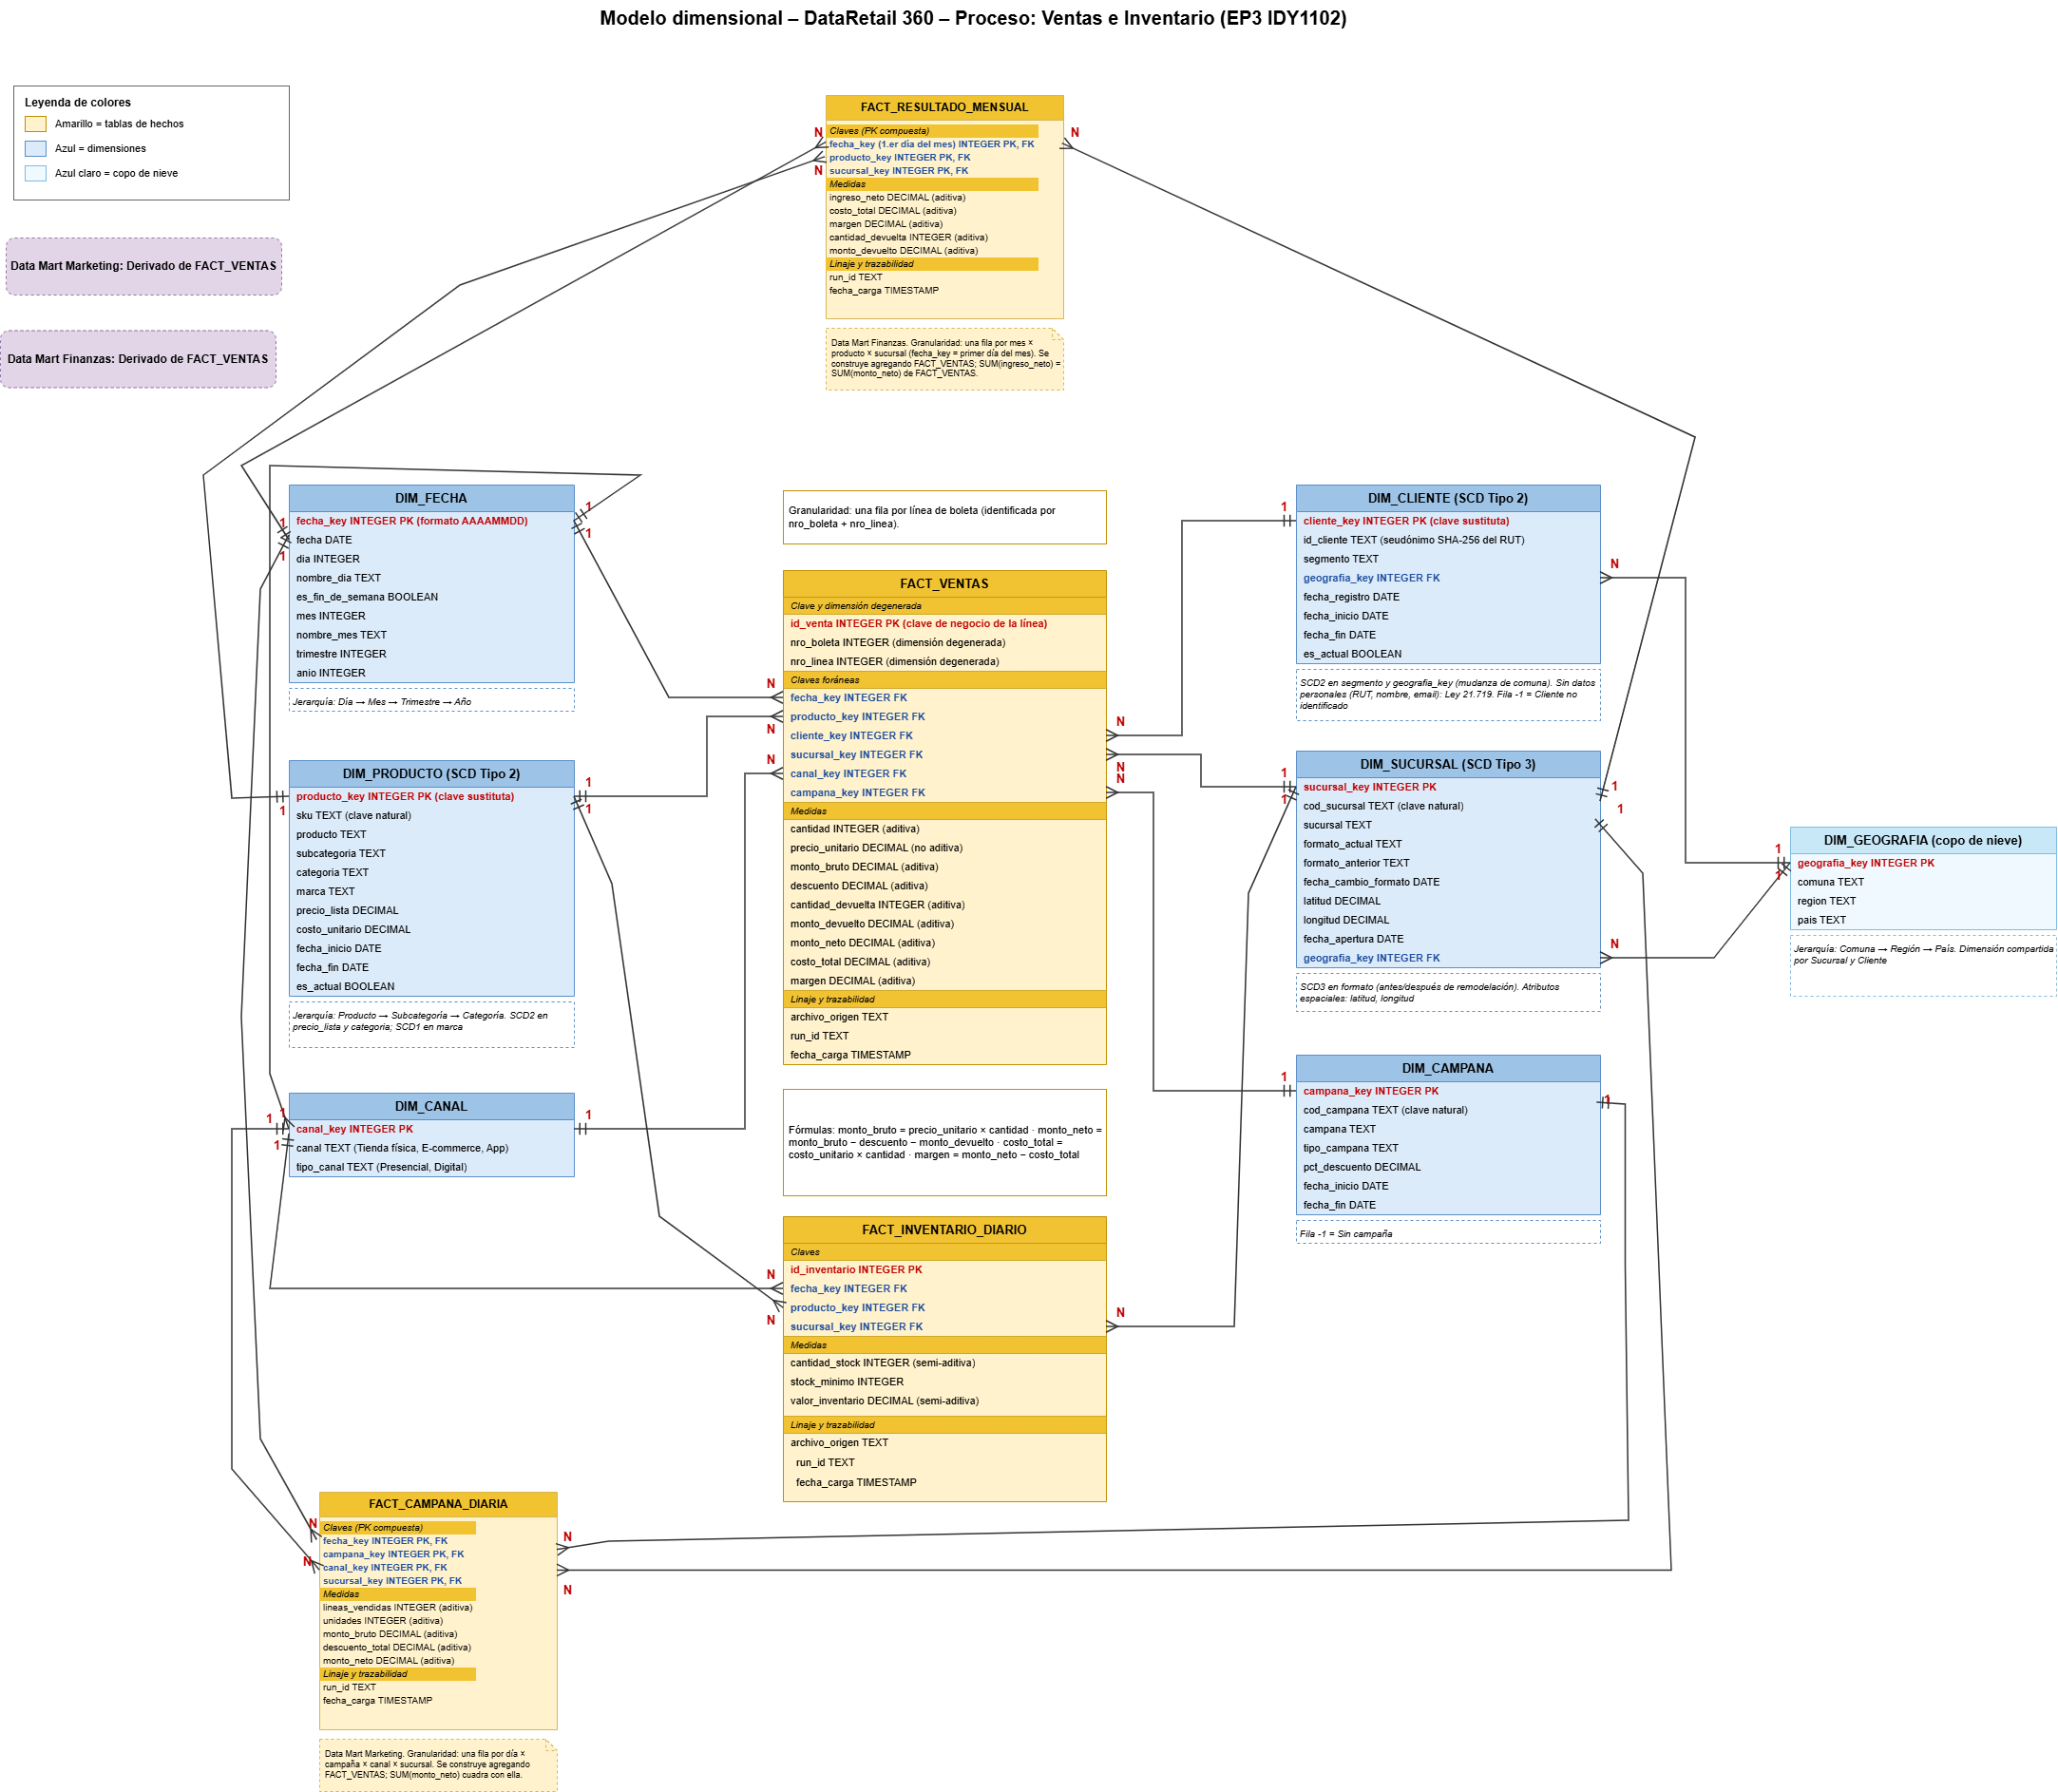 Modelo dimensional – DataRetail 360 – Proceso: Ventas e Inventario (EP3 IDY1102)
Leyenda de colores
Amarillo = tablas de hechos
Azul = dimensiones
Azul claro = copo de nieve
Data Mart Marketing: Derivado de FACT_VENTAS
Data Mart Finanzas: Derivado de FACT_VENTAS
FACT_RESULTADO_MENSUAL
Claves (PK compuesta)
fecha_key (1.er día del mes) INTEGER PK, FK
producto_key INTEGER PK, FK
sucursal_key INTEGER PK, FK
Medidas
ingreso_neto DECIMAL (aditiva)
costo_total DECIMAL (aditiva)
margen DECIMAL (aditiva)
cantidad_devuelta INTEGER (aditiva)
monto_devuelto DECIMAL (aditiva)
Linaje y trazabilidad
run_id TEXT
fecha_carga TIMESTAMP
N
N
N
Data Mart Finanzas. Granularidad: una fila por mes ×
producto × sucursal (fecha_key = primer día del mes). Se
construye agregando FACT_VENTAS; SUM(ingreso_neto) =
SUM(monto_neto) de FACT_VENTAS.
DIM_FECHA
fecha_key INTEGER PK (formato AAAAMMDD)
fecha DATE
dia INTEGER
nombre_dia TEXT
es_fin_de_semana BOOLEAN
mes INTEGER
nombre_mes TEXT
trimestre INTEGER
anio INTEGER
1
1
1
1
Jerarquía: Día → Mes → Trimestre → Año
DIM_PRODUCTO (SCD Tipo 2)
producto_key INTEGER PK (clave sustituta)
sku TEXT (clave natural)
producto TEXT
subcategoria TEXT
categoria TEXT
marca TEXT
precio_lista DECIMAL
costo_unitario DECIMAL
fecha_inicio DATE
fecha_fin DATE
es_actual BOOLEAN
1
1
1
Jerarquía: Producto → Subcategoría → Categoría. SCD2 en
precio_lista y categoria; SCD1 en marca
DIM_CANAL
canal_key INTEGER PK
canal TEXT (Tienda física, E-commerce, App)
tipo_canal TEXT (Presencial, Digital)
1
1
1
1
Granularidad: una fila por línea de boleta (identificada por
nro_boleta + nro_linea).
FACT_VENTAS
Clave y dimensión degenerada
id_venta INTEGER PK (clave de negocio de la línea)
nro_boleta INTEGER (dimensión degenerada)
nro_linea INTEGER (dimensión degenerada)
Claves foráneas
fecha_key INTEGER FK
producto_key INTEGER FK
cliente_key INTEGER FK
sucursal_key INTEGER FK
canal_key INTEGER FK
campana_key INTEGER FK
Medidas
cantidad INTEGER (aditiva)
precio_unitario DECIMAL (no aditiva)
monto_bruto DECIMAL (aditiva)
descuento DECIMAL (aditiva)
cantidad_devuelta INTEGER (aditiva)
monto_devuelto DECIMAL (aditiva)
monto_neto DECIMAL (aditiva)
costo_total DECIMAL (aditiva)
margen DECIMAL (aditiva)
Linaje y trazabilidad
archivo_origen TEXT
run_id TEXT
fecha_carga TIMESTAMP
N
N
N
N
N
N
Fórmulas: monto_bruto = precio_unitario × cantidad · monto_neto =
monto_bruto − descuento − monto_devuelto · costo_total =
costo_unitario × cantidad · margen = monto_neto − costo_total
FACT_INVENTARIO_DIARIO
Claves
id_inventario INTEGER PK
fecha_key INTEGER FK
producto_key INTEGER FK
sucursal_key INTEGER FK
Medidas
cantidad_stock INTEGER (semi-aditiva)
stock_minimo INTEGER
valor_inventario DECIMAL (semi-aditiva)
Linaje y trazabilidad
archivo_origen TEXT
run_id TEXT
fecha_carga TIMESTAMP
N
N
N
DIM_CLIENTE (SCD Tipo 2)
cliente_key INTEGER PK (clave sustituta)
id_cliente TEXT (seudónimo SHA-256 del RUT)
segmento TEXT
geografia_key INTEGER FK
fecha_registro DATE
fecha_inicio DATE
fecha_fin DATE
es_actual BOOLEAN
1
N
SCD2 en segmento y geografia_key (mudanza de comuna). Sin datos
personales (RUT, nombre, email): Ley 21.719. Fila -1 = Cliente no
identificado
DIM_SUCURSAL (SCD Tipo 3)
sucursal_key INTEGER PK
cod_sucursal TEXT (clave natural)
sucursal TEXT
formato_actual TEXT
formato_anterior TEXT
fecha_cambio_formato DATE
latitud DECIMAL
longitud DECIMAL
fecha_apertura DATE
geografia_key INTEGER FK
1
1
1
1
N
SCD3 en formato (antes/después de remodelación). Atributos
espaciales: latitud, longitud
DIM_GEOGRAFIA (copo de nieve)
geografia_key INTEGER PK
comuna TEXT
region TEXT
pais TEXT
1
1
Jerarquía: Comuna → Región → País. Dimensión compartida
por Sucursal y Cliente
DIM_CAMPANA
campana_key INTEGER PK
cod_campana TEXT (clave natural)
campana TEXT
tipo_campana TEXT
pct_descuento DECIMAL
fecha_inicio DATE
fecha_fin DATE
1
1
Fila -1 = Sin campaña
FACT_CAMPANA_DIARIA
Claves (PK compuesta)
fecha_key INTEGER PK, FK
campana_key INTEGER PK, FK
canal_key INTEGER PK, FK
sucursal_key INTEGER PK, FK
Medidas
lineas_vendidas INTEGER (aditiva)
unidades INTEGER (aditiva)
monto_bruto DECIMAL (aditiva)
descuento_total DECIMAL (aditiva)
monto_neto DECIMAL (aditiva)
Linaje y trazabilidad
run_id TEXT
fecha_carga TIMESTAMP
N
N
N
N
Data Mart Marketing. Granularidad: una fila por día ×
campaña × canal × sucursal. Se construye agregando
FACT_VENTAS; SUM(monto_neto) cuadra con ella.